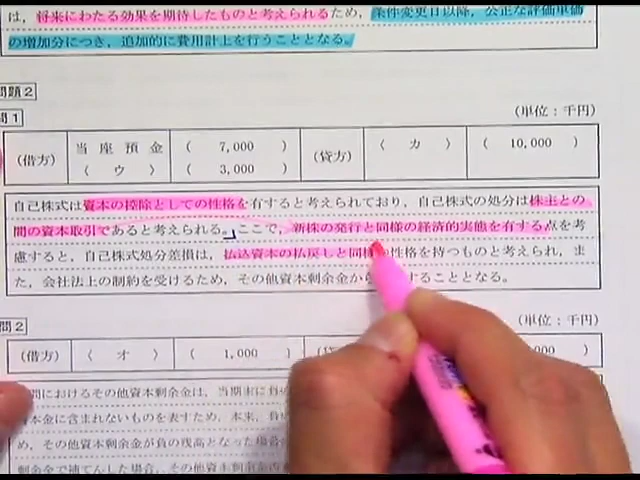 は、将来にわたる効果を期待したものと考えられるため、条件変更日以降、公正な評価単価
の増加分につき、追加的に費用計上を行うこととなる。
問題2
問1
(単位:千円)
(借方) 当座預金 ( 7,000 ) (貸方) 〈 カ 〉 ( 10,000 )
〈 ウ 〉 ( 3,000 )
自己株式は資本の控除としての性格を有すると考えられており、自己株式の処分は株主との
間の資本取引であると考えられる。ここで、新株の発行と同様の経済的実態を有する点を考
慮すると、自己株式処分差損は、払込資本の払戻しと同様の性格を持つものと考えられ、ま
た、会社法上の制約を受けるため、その他資本剰余金から
することとなる。
問2
(単位:千円)
(借方) 〈 オ 〉 ( 1,000
間におけるその他資本剰余金は、当期末に負の
本金に含まれないものを表すため、本来、負
め、その他資本剰余金が負の残高となった場合
剰余金で補てんした場合、その他資本剰余金